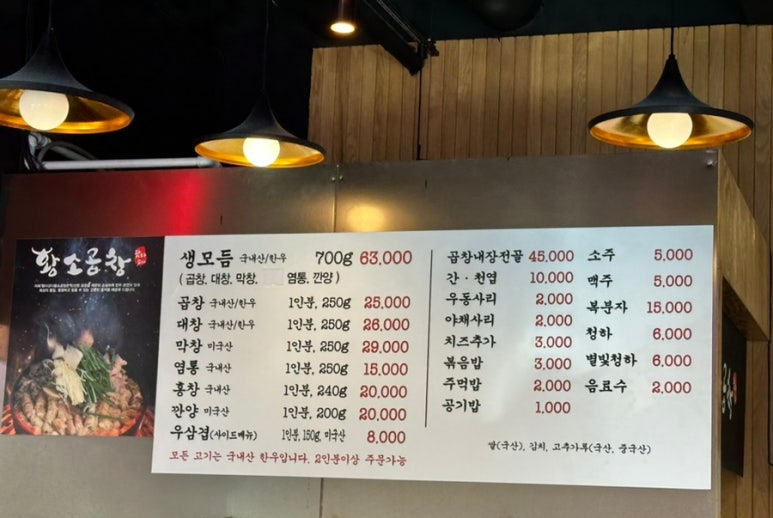 황소곱창
생모듬 국내산/한우 700g 63,000
(곱창, 대창, 막창 염통, 깐양)
곱창 국내산/한우 1인분, 250g 25,000
대창 국내산/한우 1인분, 250g 26,000
막창 미국산 1인분, 250g 29,000
염통 국내산 1인분, 250g 15,000
홍창 국내산 1인분, 240g 20,000
깐양 미국산 1인분, 200g 20,000
우삼겹(사이드메뉴) 1인분, 150g 미국산 8,000
모든 고기는 국내산 한우입니다. 2인분이상 주문가능
곱창내장전골 45,000
간·천엽 10,000
우동사리 2,000
야채사리 2,000
치즈추가 3,000
볶음밥 3,000
주먹밥 2,000
공기밥 1,000
소주 5,000
맥주 5,000
복분자 15,000
청하 6,000
별빛청하 6,000
음료수 2,000
쌀(국산), 김치, 고추가루(국산, 중국산)